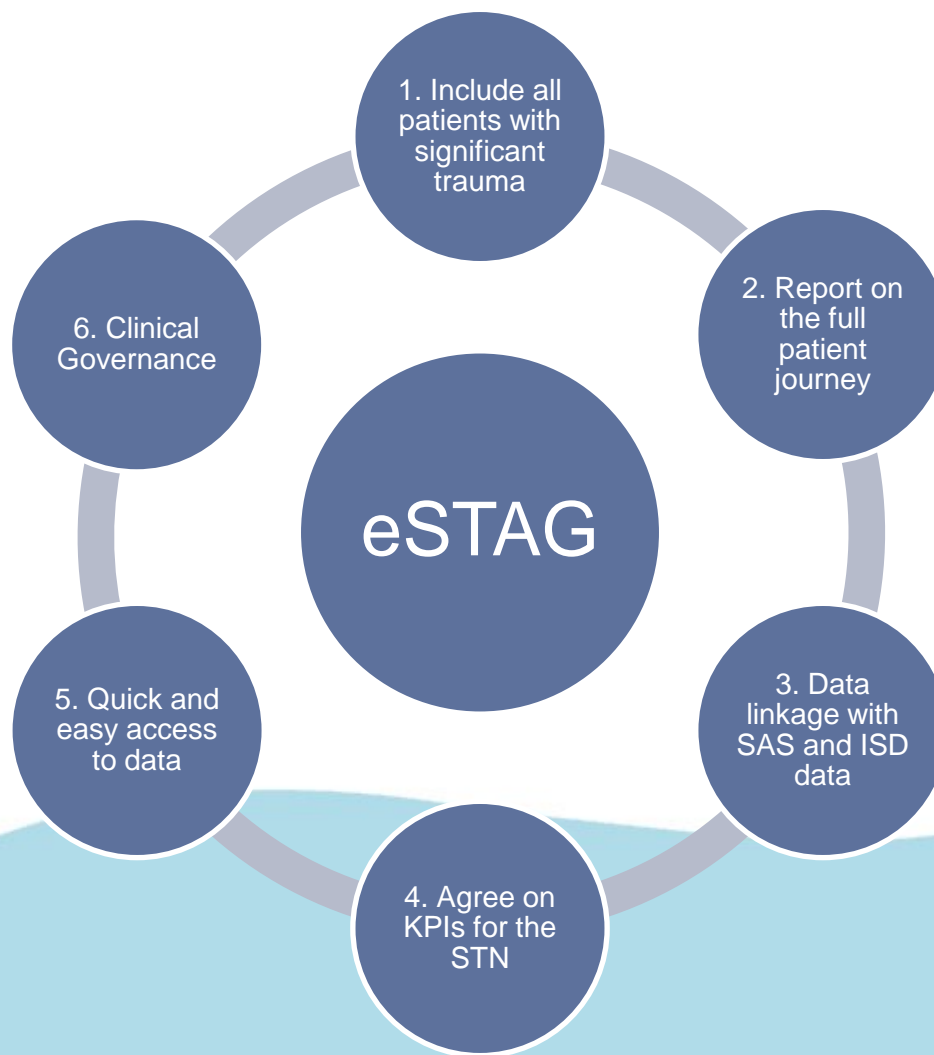 1. Include all
patients with
significant
trauma
2. Report on
the full
patient
journey
3. Data
linkage with
SAS and ISD
data
4. Agree on
KPIs for the
STN
5. Quick and
easy access
to data
6. Clinical
Governance
eSTAG